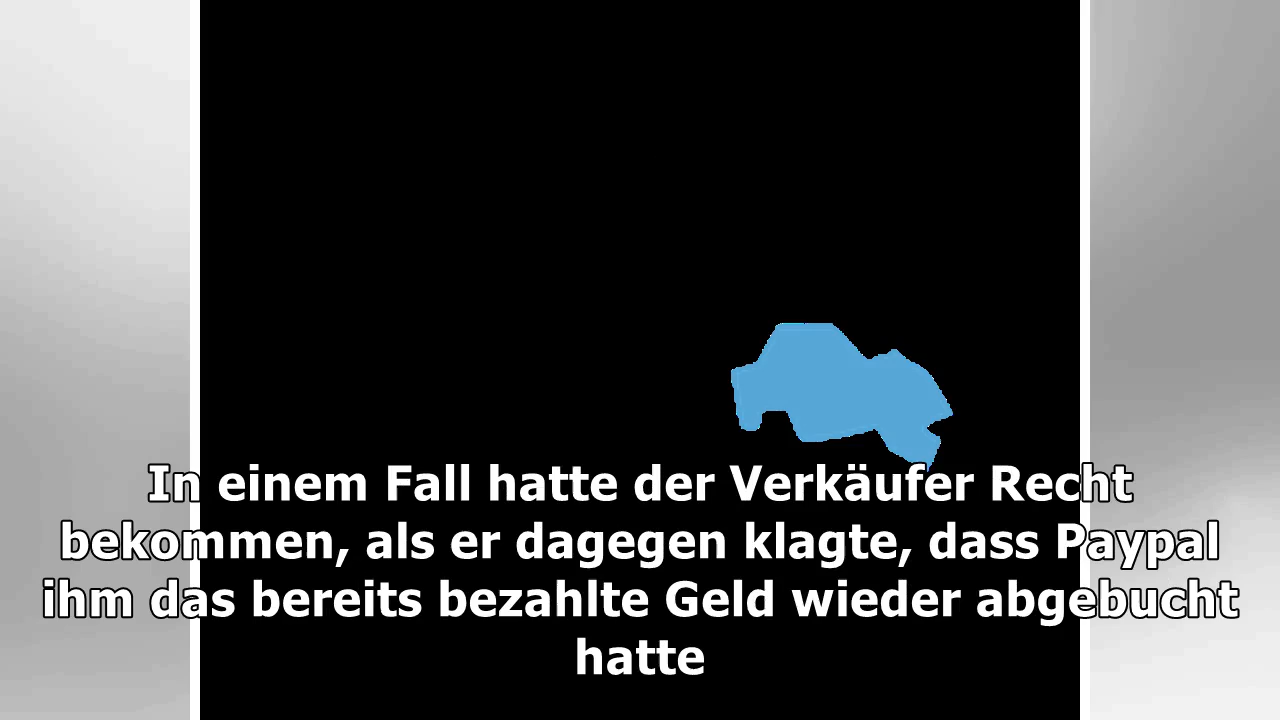 In einem Fall hatte der Verkäufer Recht
bekommen, als er dagegen klagte, dass Paypal
ihm das bereits bezahlte Geld wieder abgebucht
hatte